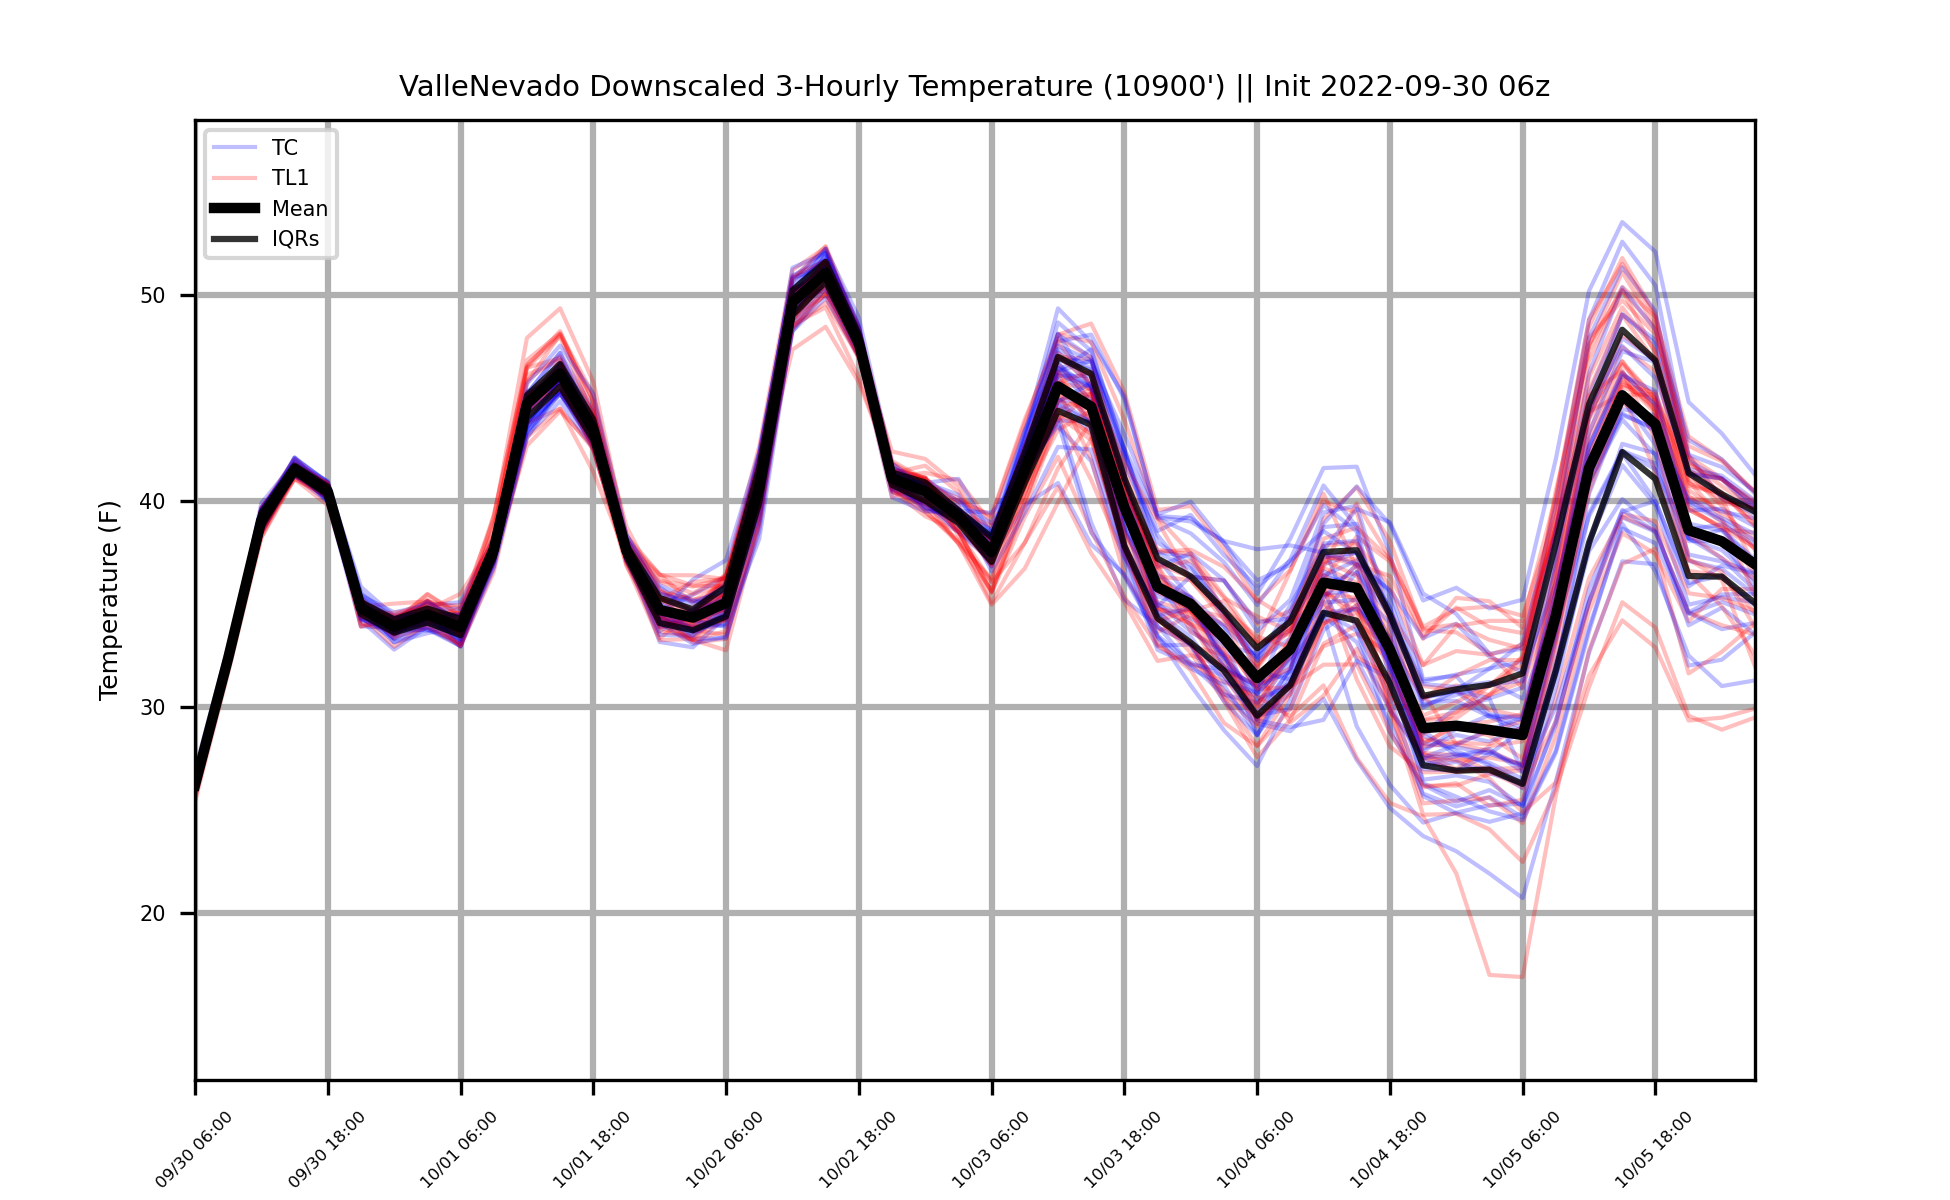 ValleNevado Downscaled 3-Hourly Temperature (10900') || Init 2022-09-30 06z
TC
TL1
Mean
IQRs
Temperature (F)
50
40
30
20
09/30 06:00
09/30 18:00
10/01 06:00
10/01 18:00
10/02 06:00
10/02 18:00
10/03 06:00
10/03 18:00
10/04 06:00
10/04 18:00
10/05 06:00
10/05 18:00